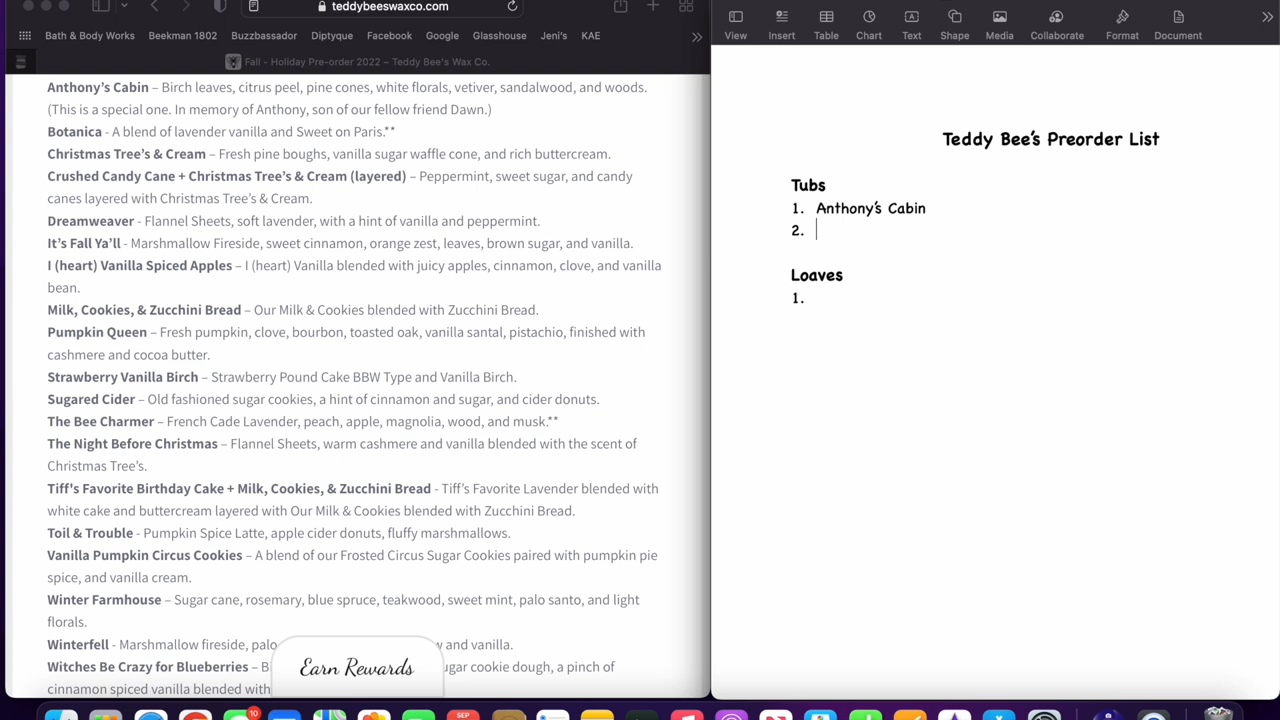 teddybeeswaxco.com
Bath & Body Works Beekman 1802 Buzzbassador Diptyque Facebook Google Glasshouse Jeni's KAE
Fall - Holiday Pre-order 2022 – Teddy Bee's Wax Co.
Anthony's Cabin – Birch leaves, citrus peel, pine cones, white florals, vetiver, sandalwood, and woods.
(This is a special one. In memory of Anthony, son of our fellow friend Dawn.)
Botanica - A blend of lavender vanilla and Sweet on Paris.**
Christmas Tree's & Cream – Fresh pine boughs, vanilla sugar waffle cone, and rich buttercream.
Crushed Candy Cane + Christmas Tree's & Cream (layered) – Peppermint, sweet sugar, and candy
canes layered with Christmas Tree's & Cream.
Dreamweaver - Flannel Sheets, soft lavender, with a hint of vanilla and peppermint.
It's Fall Ya'll - Marshmallow Fireside, sweet cinnamon, orange zest, leaves, brown sugar, and vanilla.
I (heart) Vanilla Spiced Apples – I (heart) Vanilla blended with juicy apples, cinnamon, clove, and vanilla
bean.
Milk, Cookies, & Zucchini Bread – Our Milk & Cookies blended with Zucchini Bread.
Pumpkin Queen – Fresh pumpkin, clove, bourbon, toasted oak, vanilla santal, pistachio, finished with
cashmere and cocoa butter.
Strawberry Vanilla Birch – Strawberry Pound Cake BBW Type and Vanilla Birch.
Sugared Cider – Old fashioned sugar cookies, a hint of cinnamon and sugar, and cider donuts.
The Bee Charmer – French Cade Lavender, peach, apple, magnolia, wood, and musk.**
The Night Before Christmas – Flannel Sheets, warm cashmere and vanilla blended with the scent of
Christmas Tree's.
Tiff's Favorite Birthday Cake + Milk, Cookies, & Zucchini Bread - Tiff's Favorite Lavender blended with
white cake and buttercream layered with Our Milk & Cookies blended with Zucchini Bread.
Toil & Trouble - Pumpkin Spice Latte, apple cider donuts, fluffy marshmallows.
Vanilla Pumpkin Circus Cookies – A blend of our Frosted Circus Sugar Cookies paired with pumpkin pie
spice, and vanilla cream.
Winter Farmhouse – Sugar cane, rosemary, blue spruce, teakwood, sweet mint, palo santo, and light
florals.
Winterfell - Marshmallow fireside, palo and vanilla.
Witches Be Crazy for Blueberries – sugar cookie dough, a pinch of
cinnamon spiced vanilla blended with
Earn Rewards
View Insert Table Chart Text Shape Media Collaborate Format Document
Teddy Bee's Preorder List
Tubs
1. Anthony's Cabin
2.
Loaves
1.
10
SEP